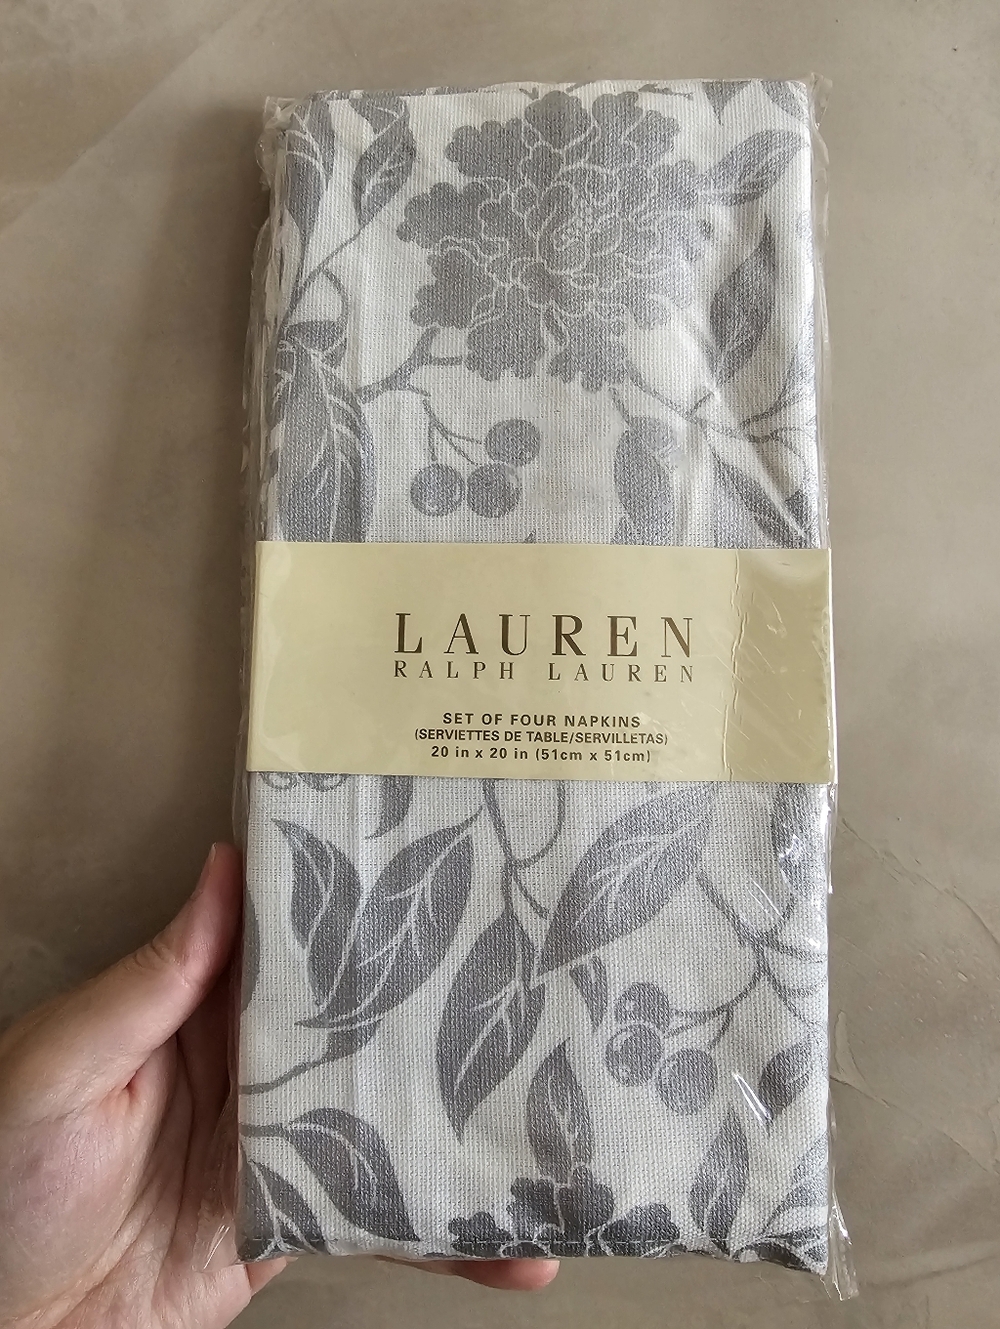 LAUREN
RALPH LAUREN
SET OF FOUR NAPKINS
(SERVIETTES DE TABLE/SERVILLETAS)
20 in x 20 in (51cm x 51cm)